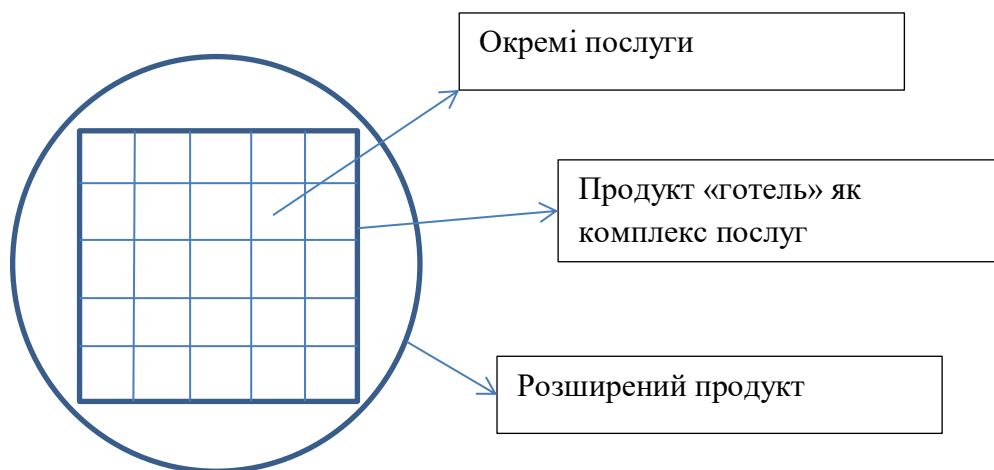 Окремі послуги
Продукт «готель» як
комплекс послуг
Розширений продукт